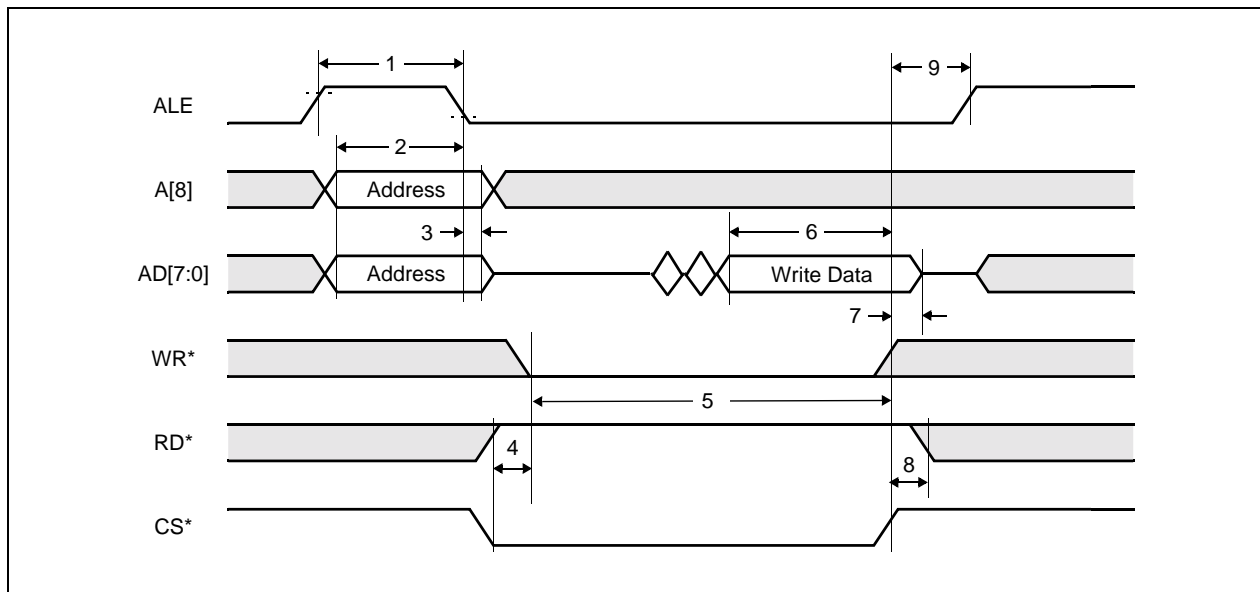 1
9
ALE
2
A[8]
Address
3
6
AD[7:0]
Address
Write Data
7
WR*
5
RD*
4
8
CS*